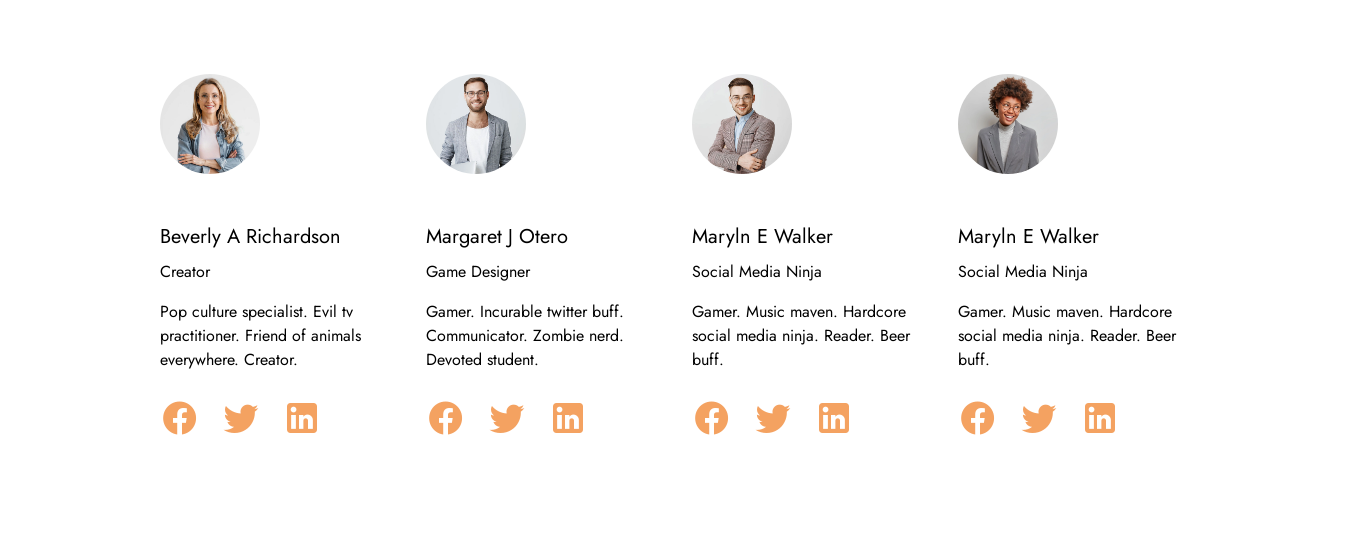 Beverly A Richardson
Creator
Pop culture specialist. Evil tv
practitioner. Friend of animals
everywhere. Creator.
Margaret J Otero
Game Designer
Gamer. Incurable twitter buff.
Communicator. Zombie nerd.
Devoted student.
Maryln E Walker
Social Media Ninja
Gamer. Music maven. Hardcore
social media ninja. Reader. Beer
buff.
Maryln E Walker
Social Media Ninja
Gamer. Music maven. Hardcore
social media ninja. Reader. Beer
buff.